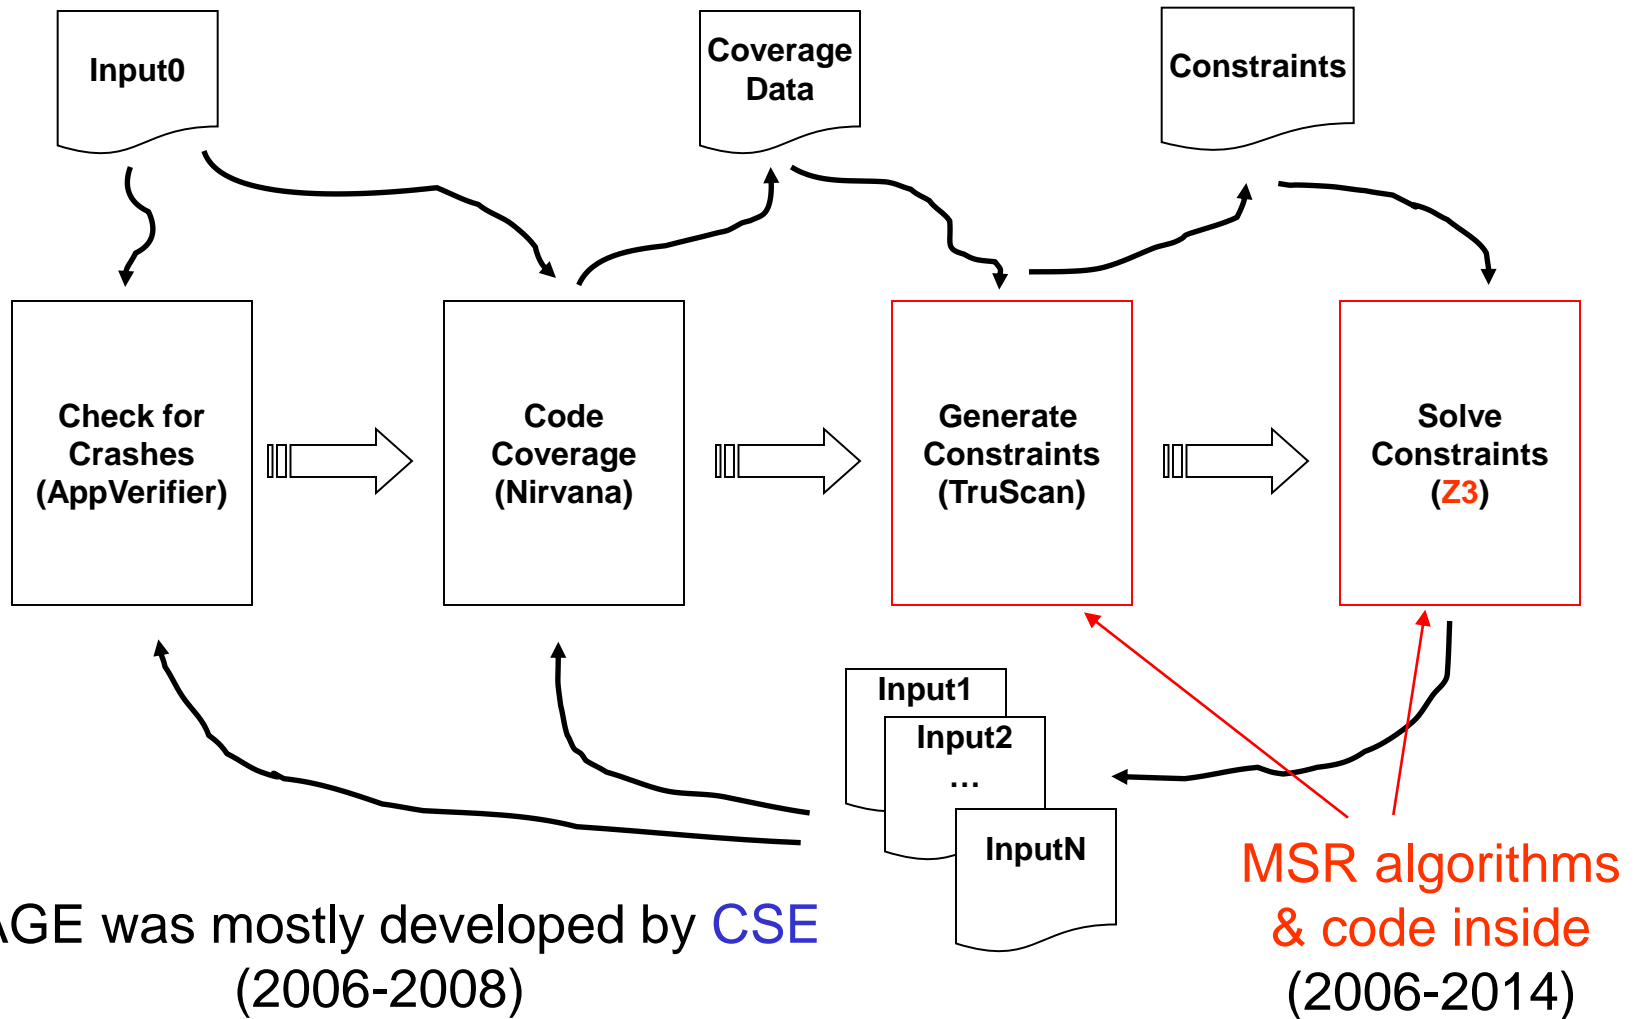 Input0
Coverage
Data
Constraints
Check for
Crashes
(AppVerifier)
Code
Coverage
(Nirvana)
Generate
Constraints
(TruScan)
Solve
Constraints
(Z3)
Input1
Input2
…
InputN
AGE was mostly developed by CSE
(2006-2008)
MSR algorithms
& code inside
(2006-2014)